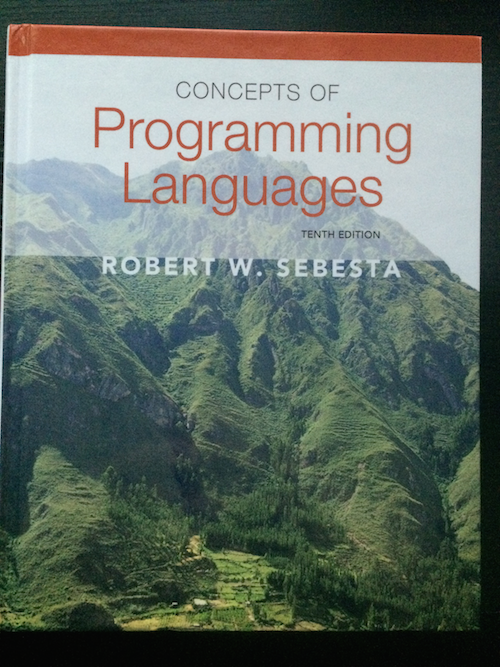 CONCEPTS OF
Programming
Languages
TENTH EDITION
ROBERT W. SEBESTA